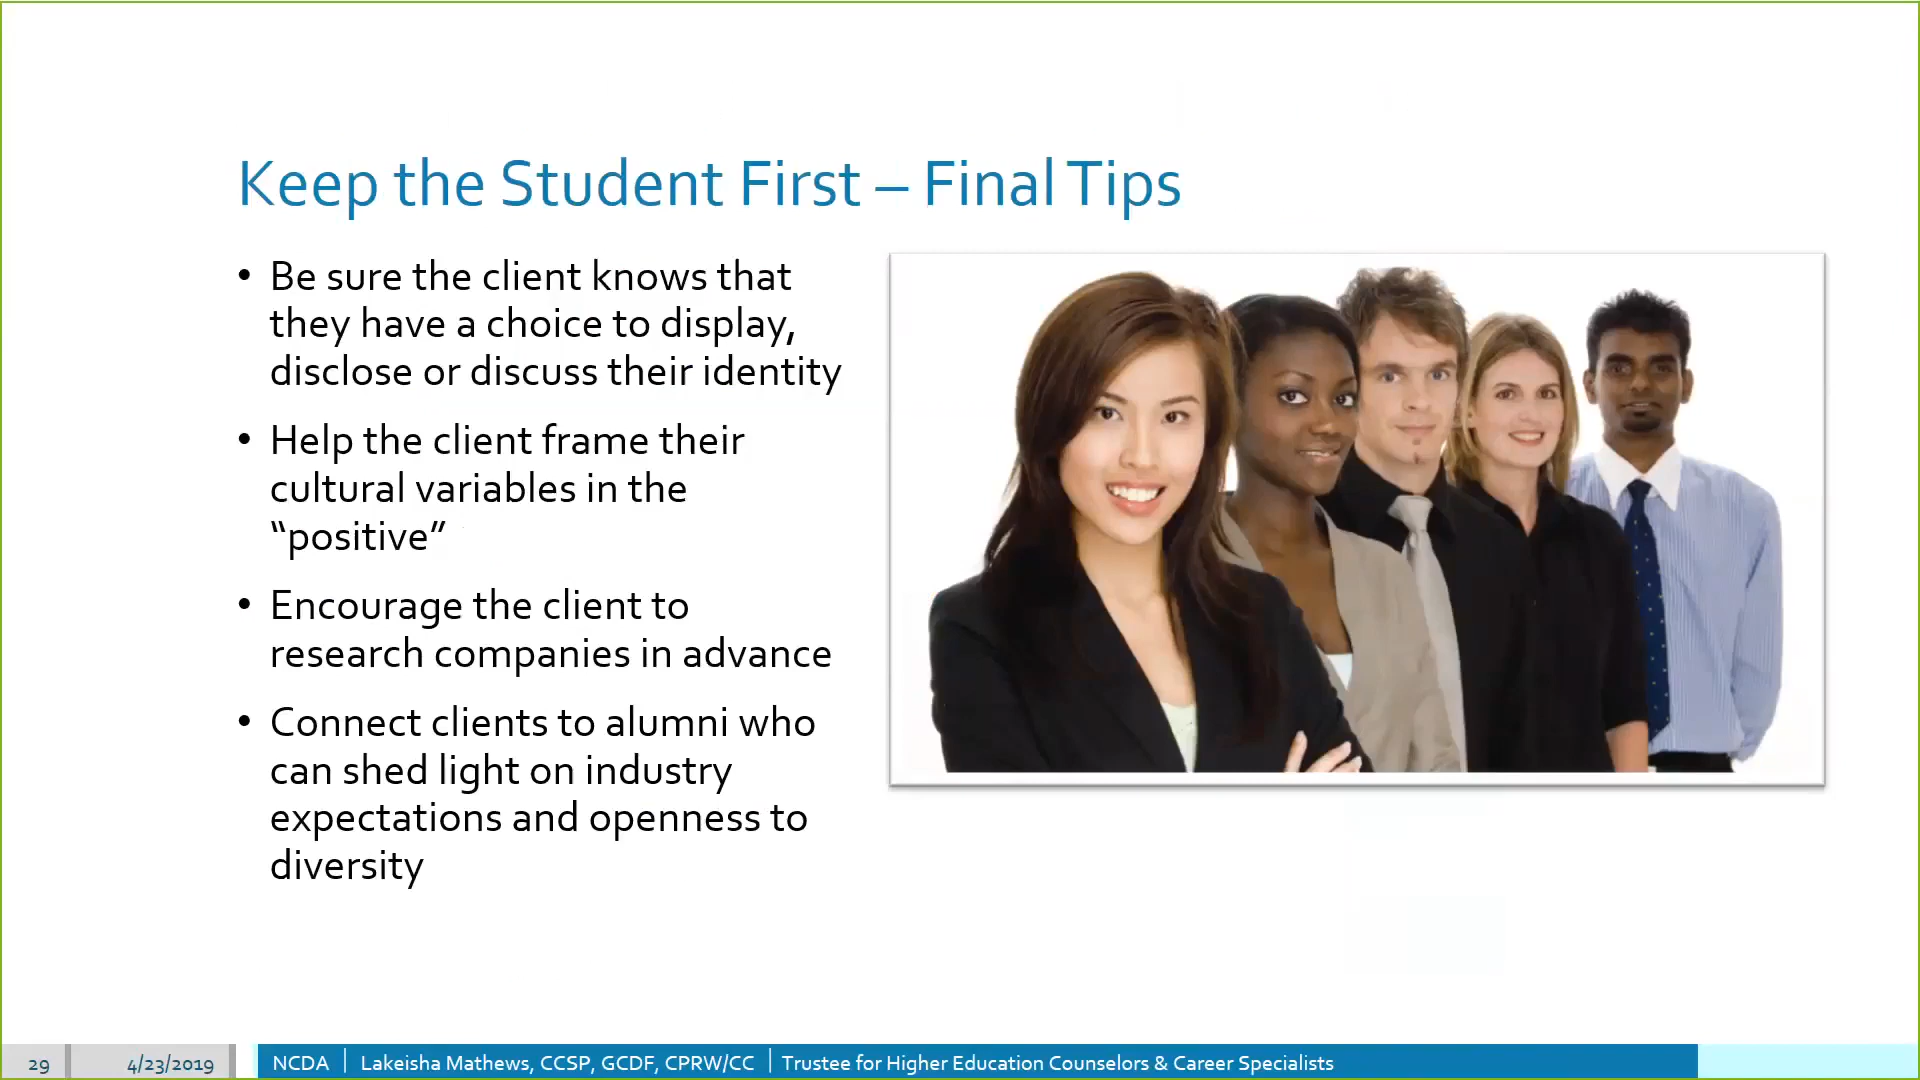 Keep the Student First – Final Tips
• Be sure the client knows that
they have a choice to display,
disclose or discuss their identity
• Help the client frame their
cultural variables in the
“positive”
• Encourage the client to
research companies in advance
• Connect clients to alumni who
can shed light on industry
expectations and openness to
diversity
29 4/23/2019 NCDA | Lakeisha Mathews, CCSP, GCDF, CPRW/CC | Trustee for Higher Education Counselors & Career Specialists